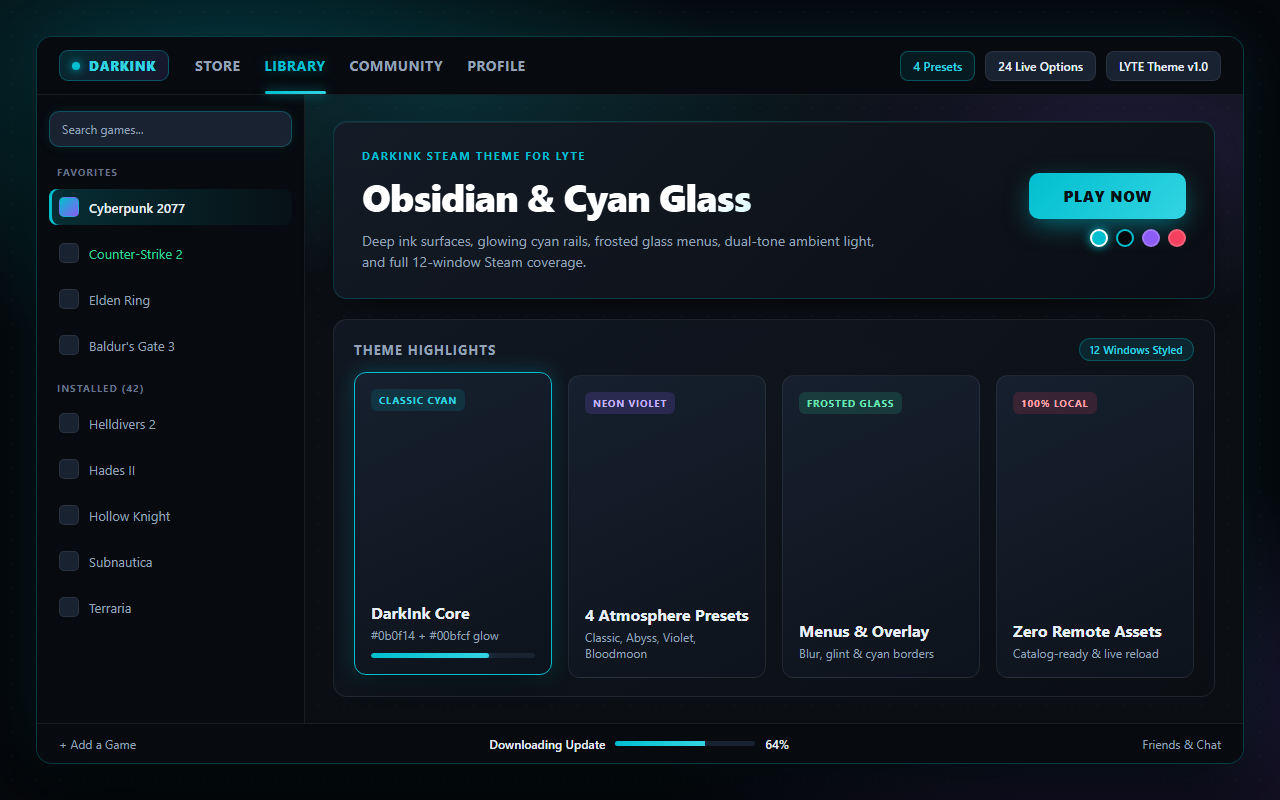 DARKINK
STORE
LIBRARY
COMMUNITY
PROFILE
4 Presets
24 Live Options
LYTE Theme v1.0
Search games...
FAVORITES
Cyberpunk 2077
Counter-Strike 2
Elden Ring
Baldur's Gate 3
INSTALLED (42)
Helldivers 2
Hades II
Hollow Knight
Subnautica
Terraria
DARKINK STEAM THEME FOR LYTE
Obsidian & Cyan Glass
Deep ink surfaces, glowing cyan rails, frosted glass menus, dual-tone ambient light,
and full 12-window Steam coverage.
PLAY NOW
THEME HIGHLIGHTS
12 Windows Styled
CLASSIC CYAN
DarkInk Core
#0b0f14 + #00bfcf glow
NEON VIOLET
4 Atmosphere Presets
Classic, Abyss, Violet,
Bloodmoon
FROSTED GLASS
Menus & Overlay
Blur, glint & cyan borders
100% LOCAL
Zero Remote Assets
Catalog-ready & live reload
+ Add a Game
Downloading Update
64%
Friends & Chat